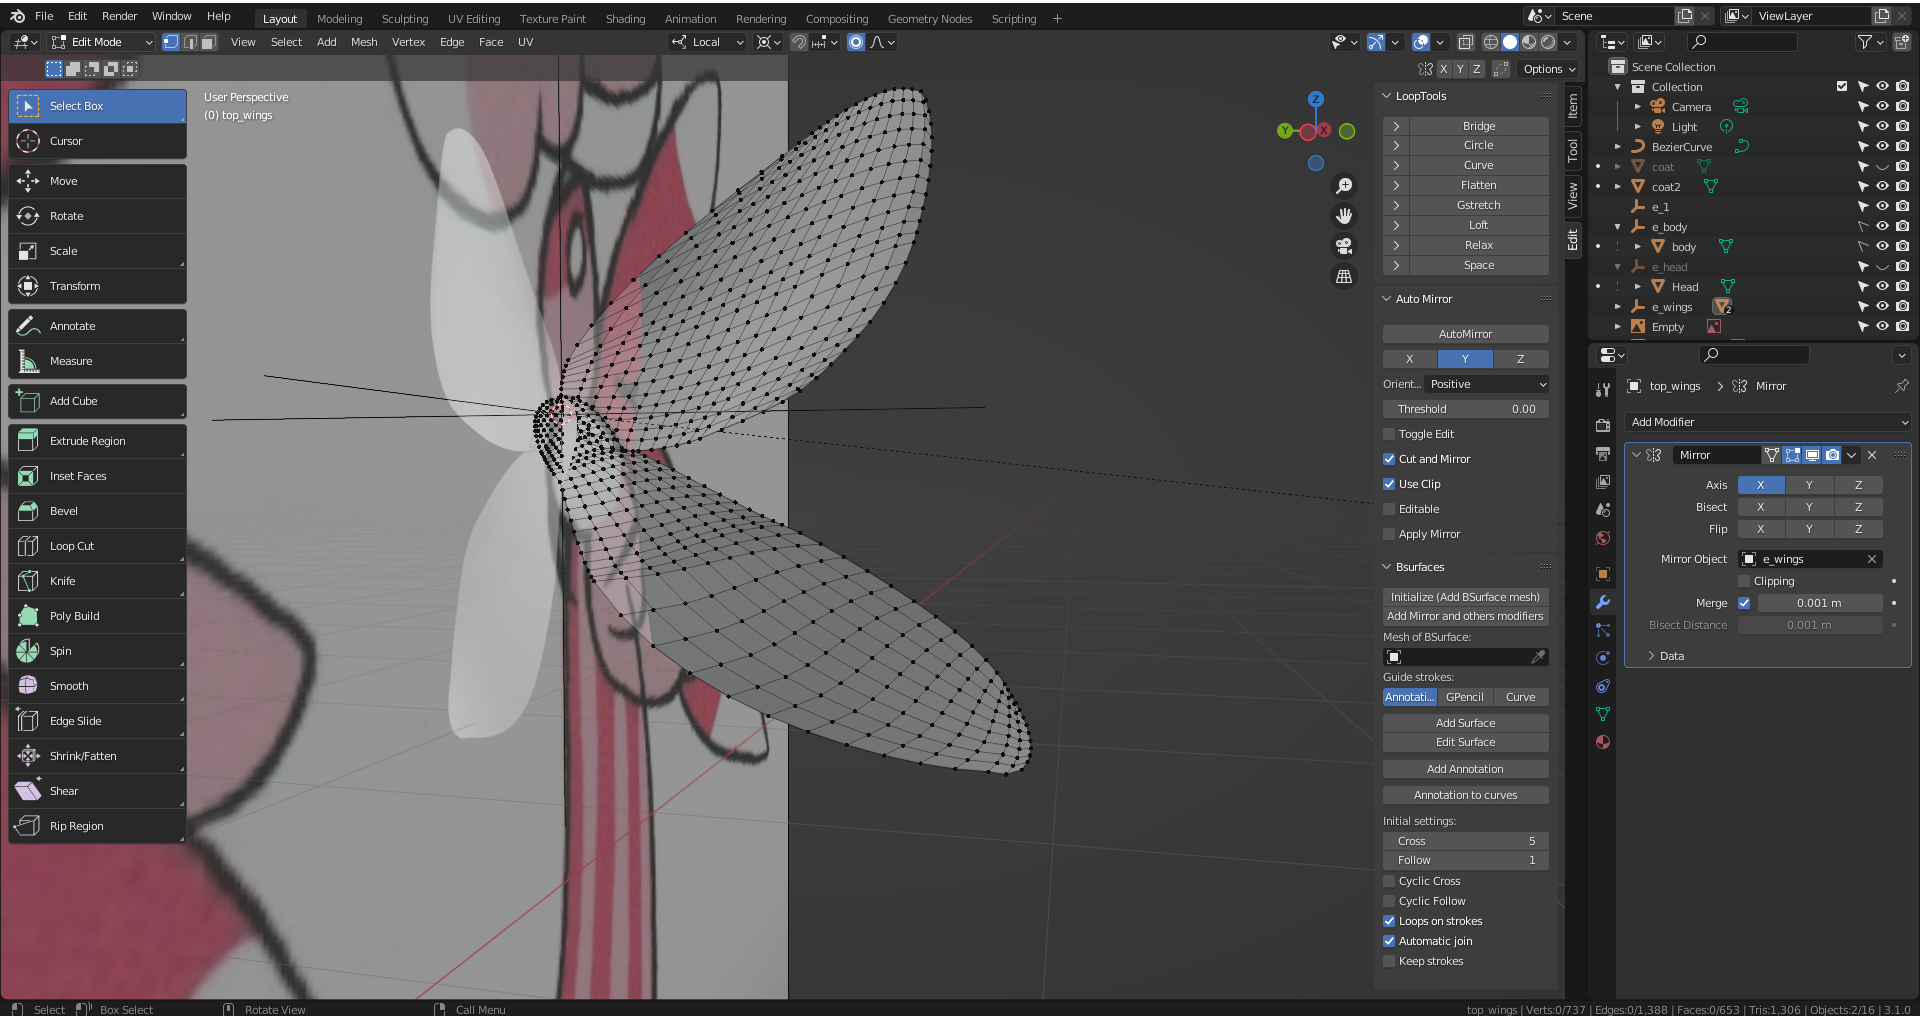 File Edit Render Window Help Layout Modeling Sculpting UV Editing Texture Paint Shading Animation Rendering Compositing Geometry Nodes Scripting + Scene ViewLayer
Edit Mode View Select Add Mesh Vertex Edge Face UV Local
X Y Z Options
User Perspective
(0) top_wings
Select Box
Cursor
Move
Rotate
Scale
Transform
Annotate
Measure
Add Cube
Extrude Region
Inset Faces
Bevel
Loop Cut
Knife
Poly Build
Spin
Smooth
Edge Slide
Shrink/Fatten
Shear
Rip Region
Z
Y X
LoopTools
Bridge
Circle
Curve
Flatten
Gstretch
Loft
Relax
Space
Auto Mirror
AutoMirror
X Y Z
Orient... Positive
Threshold 0.00
Toggle Edit
Cut and Mirror
Use Clip
Editable
Apply Mirror
Bsurfaces
Initialize (Add BSurface mesh)
Add Mirror and others modifiers
Mesh of BSurface:
Guide strokes:
Annotati... GPencil Curve
Add Surface
Edit Surface
Add Annotation
Annotation to curves
Initial settings:
Cross 5
Follow 1
Cyclic Cross
Cyclic Follow
Loops on strokes
Automatic join
Keep strokes
Item
Tool
View
Edit
Scene Collection
Collection
Camera
Light
BezierCurve
coat
coat2
e_1
e_body
body
e_head
Head
e_wings 2
Empty
top_wings > Mirror
Add Modifier
Mirror
Axis X Y Z
Bisect X Y Z
Flip X Y Z
Mirror Object e_wings
Clipping
Merge 0.001 m
Bisect Distance 0.001 m
Data
Select Box Select Rotate View Call Menu
top_wings | Verts:0/737 | Edges:0/1,388 | Faces:0/653 | Tris:1,306 | Objects:2/16 | 3.1.0